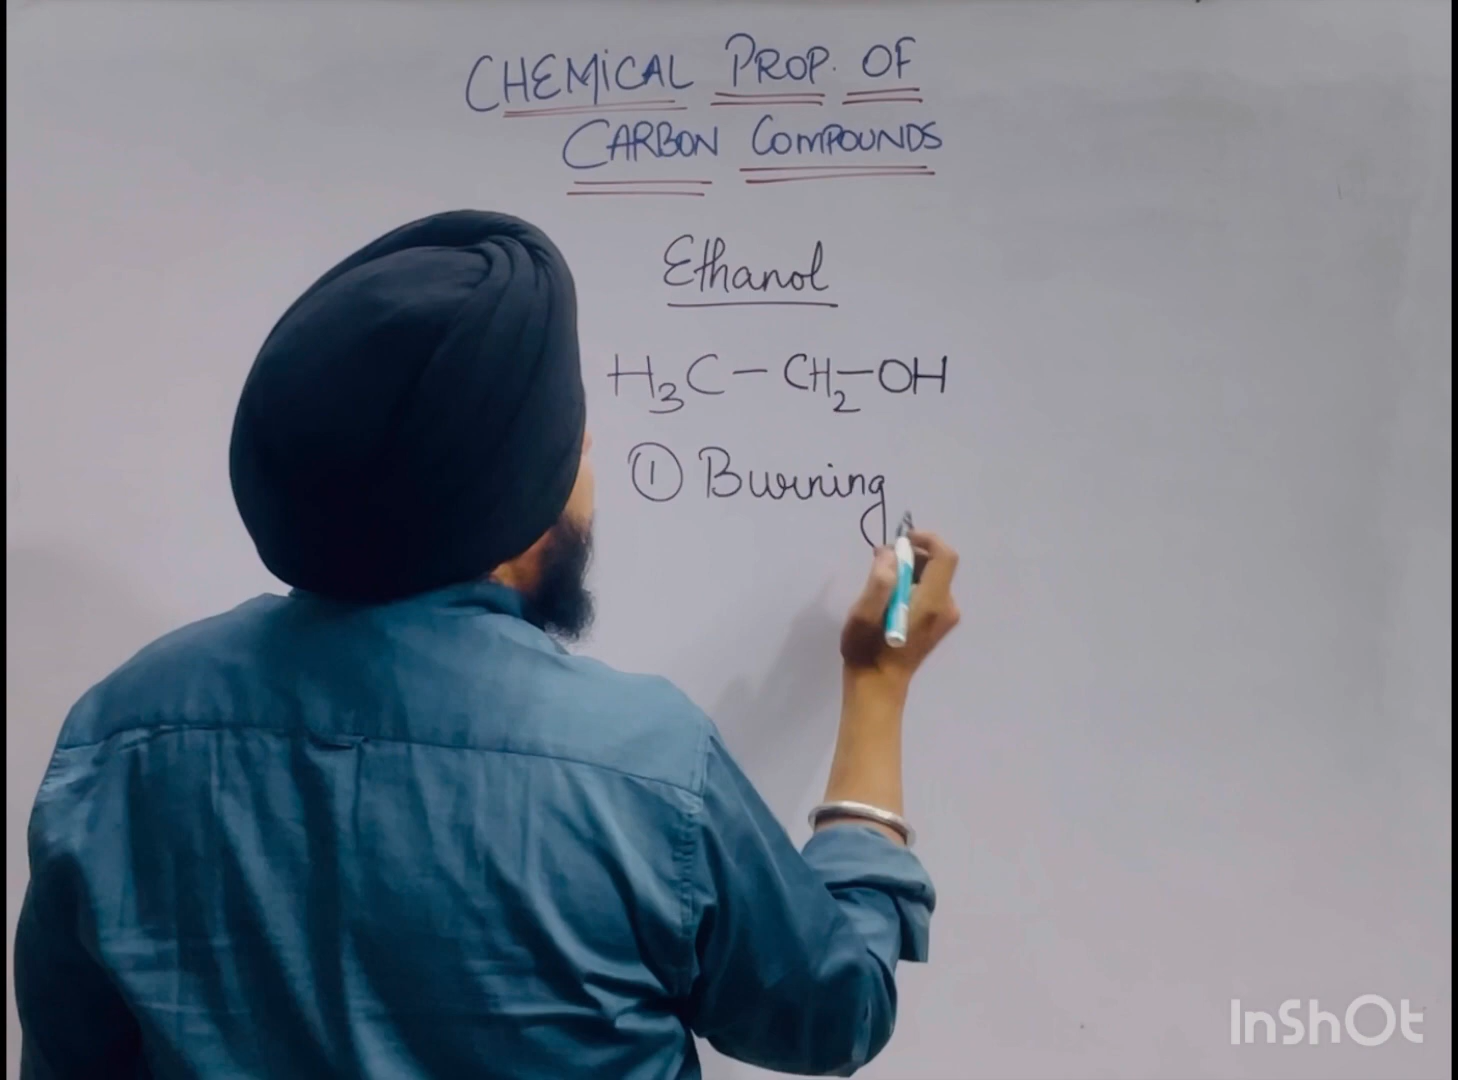 CHEMICAL PROP. OF
CARBON COMPOUNDS
Ethanol
H₃C-CH₂-OH
① Burning
InShOt